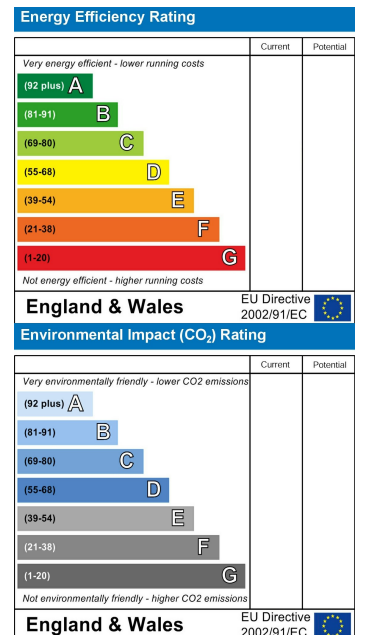 Energy Efficiency Rating
Current Potential
Very energy efficient - lower running costs
(92 plus) A
(81-91) B
(69-80) C
(55-68) D
(39-54) E
(21-38) F
(1-20) G
Not energy efficient - higher running costs
England & Wales EU Directive
2002/91/EC
Environmental Impact (CO₂) Rating
Current Potential
Very environmentally friendly - lower CO2 emissions
(92 plus) A
(81-91) B
(69-80) C
(55-68) D
(39-54) E
(21-38) F
(1-20) G
Not environmentally friendly - higher CO2 emissions
England & Wales EU Directive
2002/91/EC